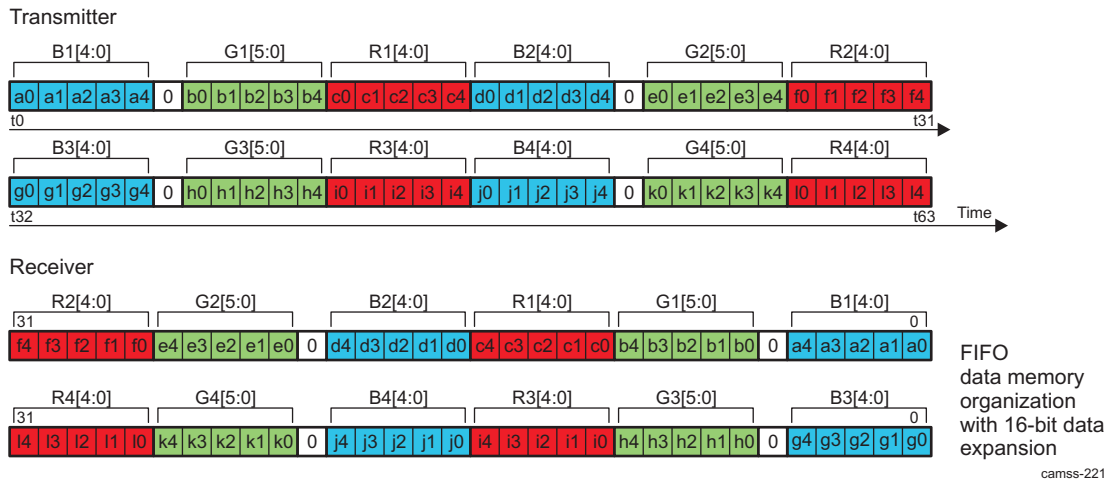 Transmitter
B1[4:0] G1[5:0] R1[4:0] B2[4:0] G2[5:0] R2[4:0]
a0 a1 a2 a3 a4 0 b0 b1 b2 b3 b4 c0 c1 c2 c3 c4 d0 d1 d2 d3 d4 0 e0 e1 e2 e3 e4 f0 f1 f2 f3 f4
t0 t31
B3[4:0] G3[5:0] R3[4:0] B4[4:0] G4[5:0] R4[4:0]
g0 g1 g2 g3 g4 0 h0 h1 h2 h3 h4 i0 i1 i2 i3 i4 j0 j1 j2 j3 j4 0 k0 k1 k2 k3 k4 l0 l1 l2 l3 l4
t32 t63 Time
Receiver
R2[4:0] G2[5:0] B2[4:0] R1[4:0] G1[5:0] B1[4:0]
31 0
f4 f3 f2 f1 f0 e4 e3 e2 e1 e0 0 d4 d3 d2 d1 d0 c4 c3 c2 c1 c0 b4 b3 b2 b1 b0 0 a4 a3 a2 a1 a0
R4[4:0] G4[5:0] B4[4:0] R3[4:0] G3[5:0] B3[4:0]
31 0
l4 l3 l2 l1 l0 k4 k3 k2 k1 k0 0 j4 j3 j2 j1 j0 i4 i3 i2 i1 i0 h4 h3 h2 h1 h0 0 g4 g3 g2 g1 g0
FIFO
data memory
organization
with 16-bit data
expansion
camss-221